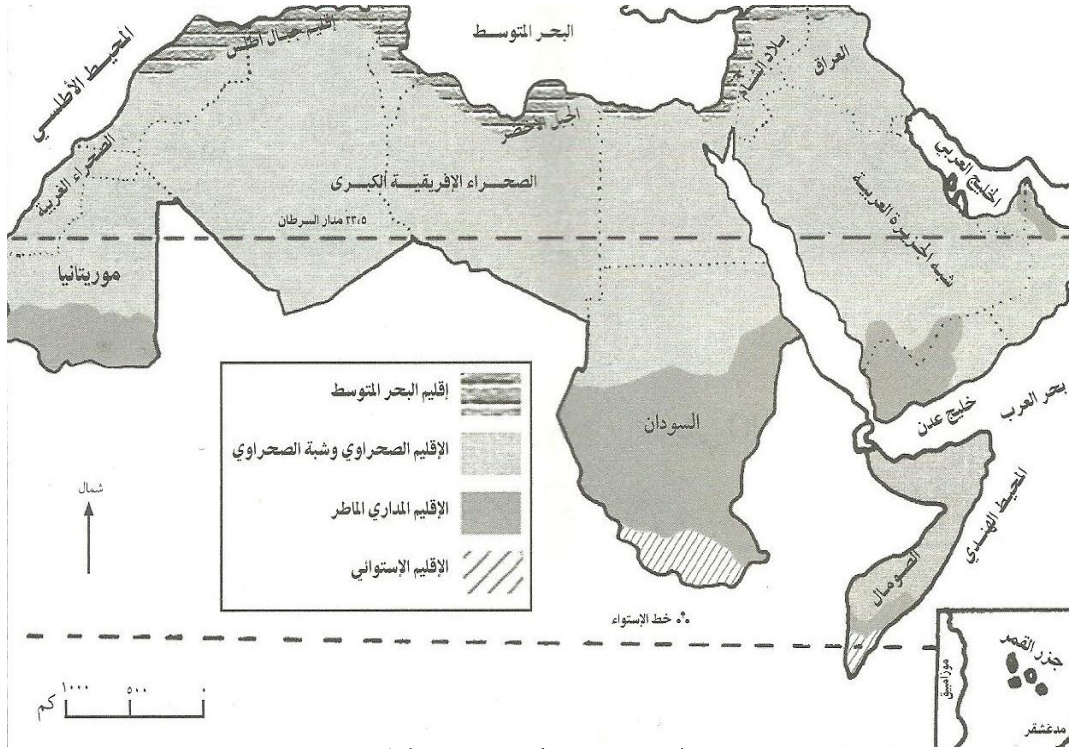 المحيط الأطلسي
إقليم جبال أطلس
البحر المتوسط
بلاد الشام
العراق
الجبل الأخضر
الخليج العربي
الصحراء الغربية
الصحراء الإفريقية الكبرى
٢٣،٥ مدار السرطان
شبه الجزيرة العربية
موريتانيا
السودان
خليج عدن
بحر العرب
المحيط الهندي
الصومال
إقليم البحر المتوسط
الإقليم الصحراوي وشبة الصحراوي
الإقليم المداري الماطر
الإقليم الإستوائي
شمال
٠° خط الإستواء
جزر القمر
موزامبيق
مدغشقر
١٠٠٠ ٥٠٠ ٠
كم